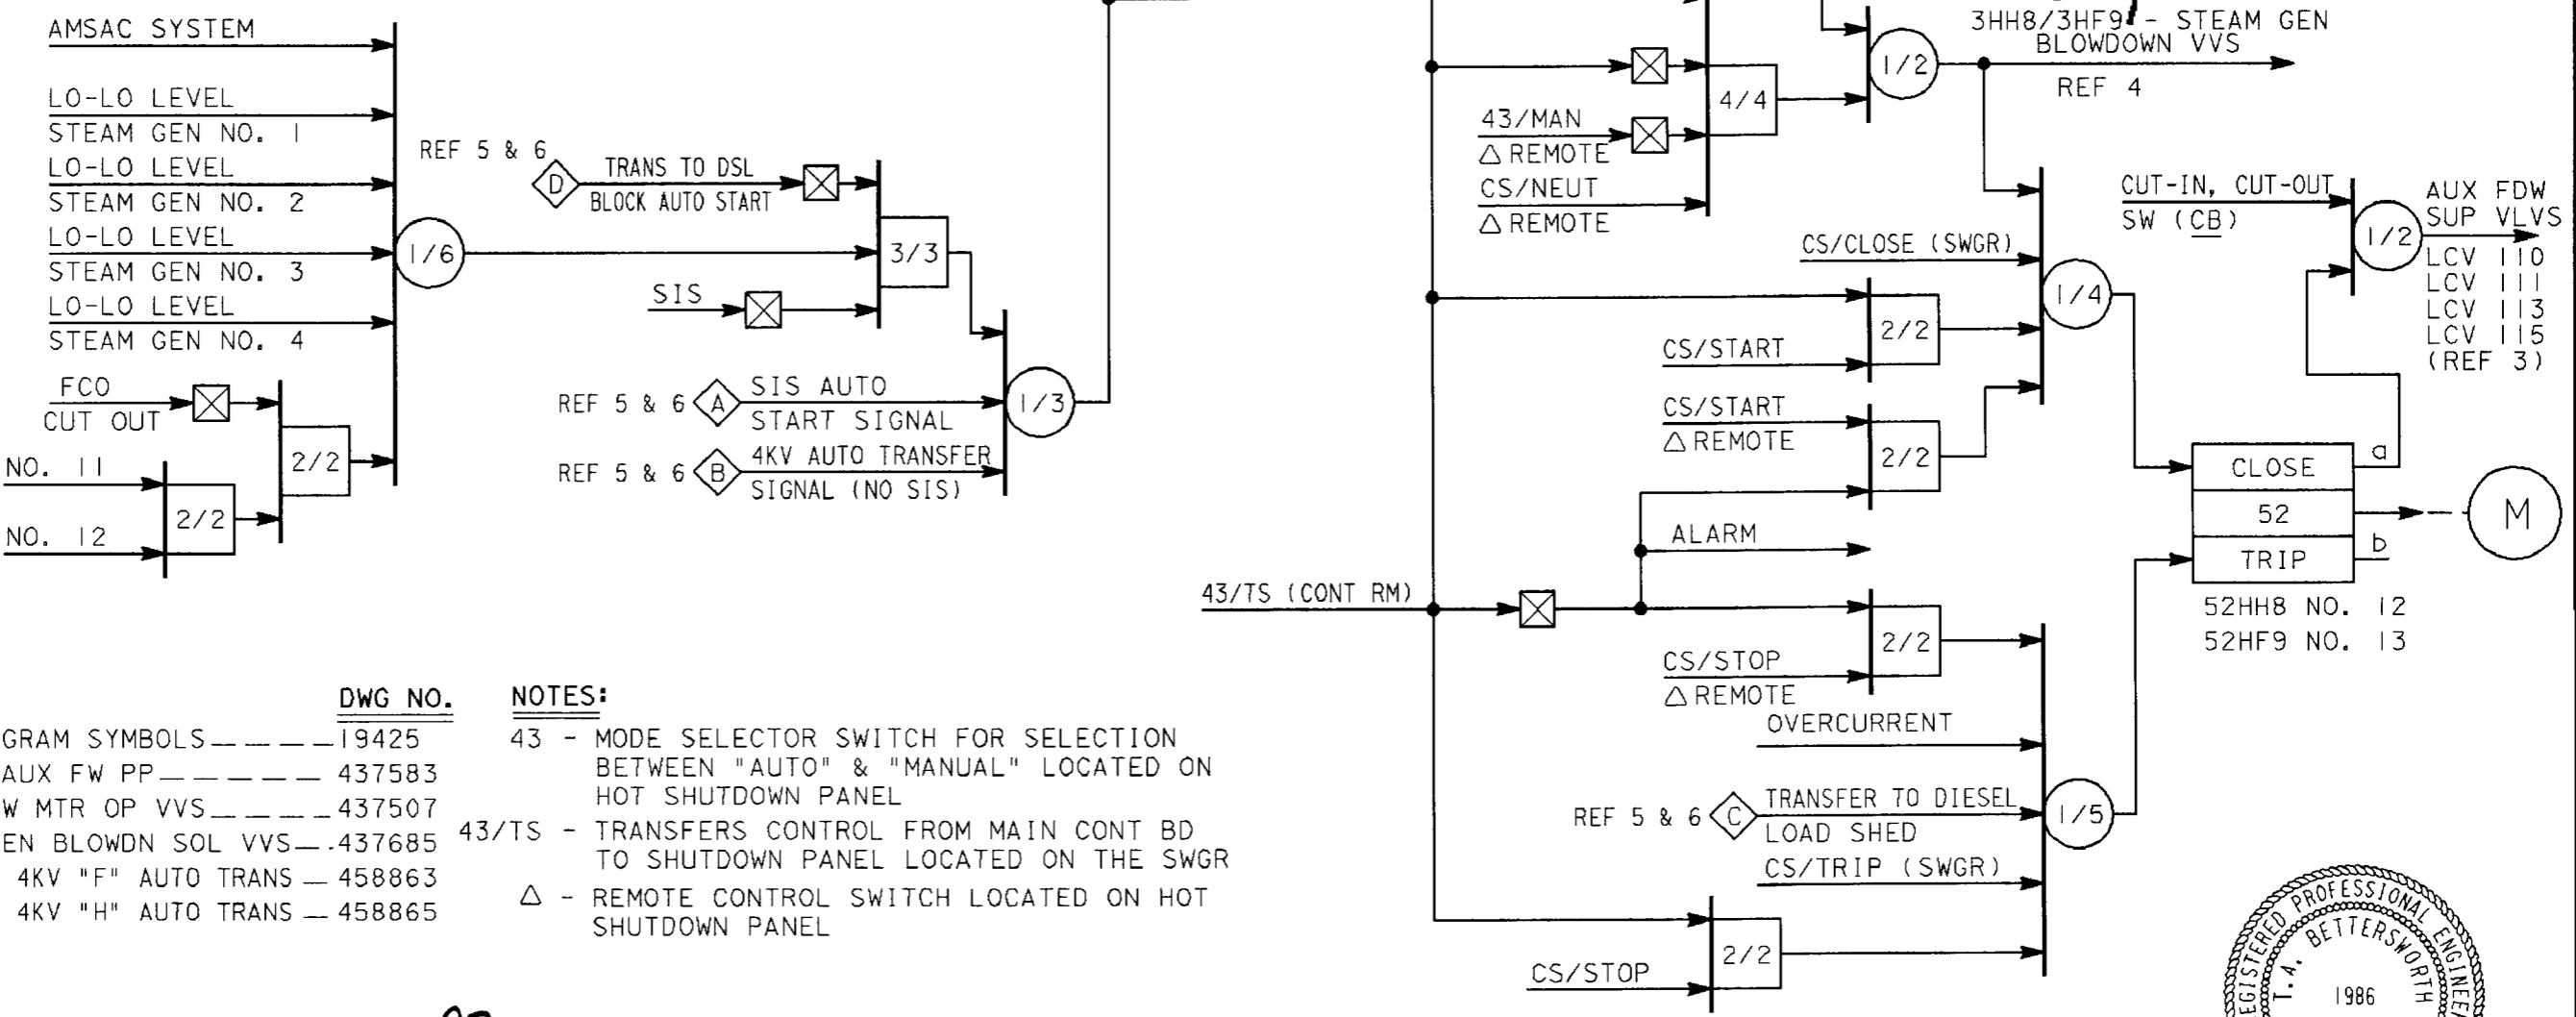 AMSAC SYSTEM
LO-LO LEVEL
STEAM GEN NO. 1
LO-LO LEVEL
STEAM GEN NO. 2
LO-LO LEVEL
STEAM GEN NO. 3
LO-LO LEVEL
STEAM GEN NO. 4
1/6
FCO
CUT OUT
NO. 11
NO. 12
2/2
2/2
REF 5 & 6
D
TRANS TO DSL
BLOCK AUTO START
SIS
3/3
REF 5 & 6
A
SIS AUTO
START SIGNAL
REF 5 & 6
B
4KV AUTO TRANSFER
SIGNAL (NO SIS)
1/3
43/MAN
△ REMOTE
CS/NEUT
△ REMOTE
4/4
1/2
3HH8/3HF9 - STEAM GEN
BLOWDOWN VVS
REF 4
CS/CLOSE (SWGR)
CS/START
2/2
CS/START
△ REMOTE
2/2
1/4
ALARM
43/TS (CONT RM)
CUT-IN, CUT-OUT
SW (CB)
1/2
AUX FDW
SUP VLVS
LCV 110
LCV 111
LCV 113
LCV 115
(REF 3)
CLOSE
a
52
TRIP
b
M
52HH8 NO. 12
52HF9 NO. 13
CS/STOP
△ REMOTE
2/2
OVERCURRENT
REF 5 & 6
C
TRANSFER TO DIESEL
LOAD SHED
CS/TRIP (SWGR)
1/5
CS/STOP
2/2
DWG NO.
GRAM SYMBOLS 19425
AUX FW PP 437583
W MTR OP VVS 437507
EN BLOWDN SOL VVS 437685
4KV "F" AUTO TRANS 458863
4KV "H" AUTO TRANS 458865
NOTES:
43 - MODE SELECTOR SWITCH FOR SELECTION
BETWEEN "AUTO" & "MANUAL" LOCATED ON
HOT SHUTDOWN PANEL
43/TS - TRANSFERS CONTROL FROM MAIN CONT BD
TO SHUTDOWN PANEL LOCATED ON THE SWGR
△ - REMOTE CONTROL SWITCH LOCATED ON HOT
SHUTDOWN PANEL
EGISTERED PROFESSIONAL ENGINEE
T.A. BETTERSWORTH
1986